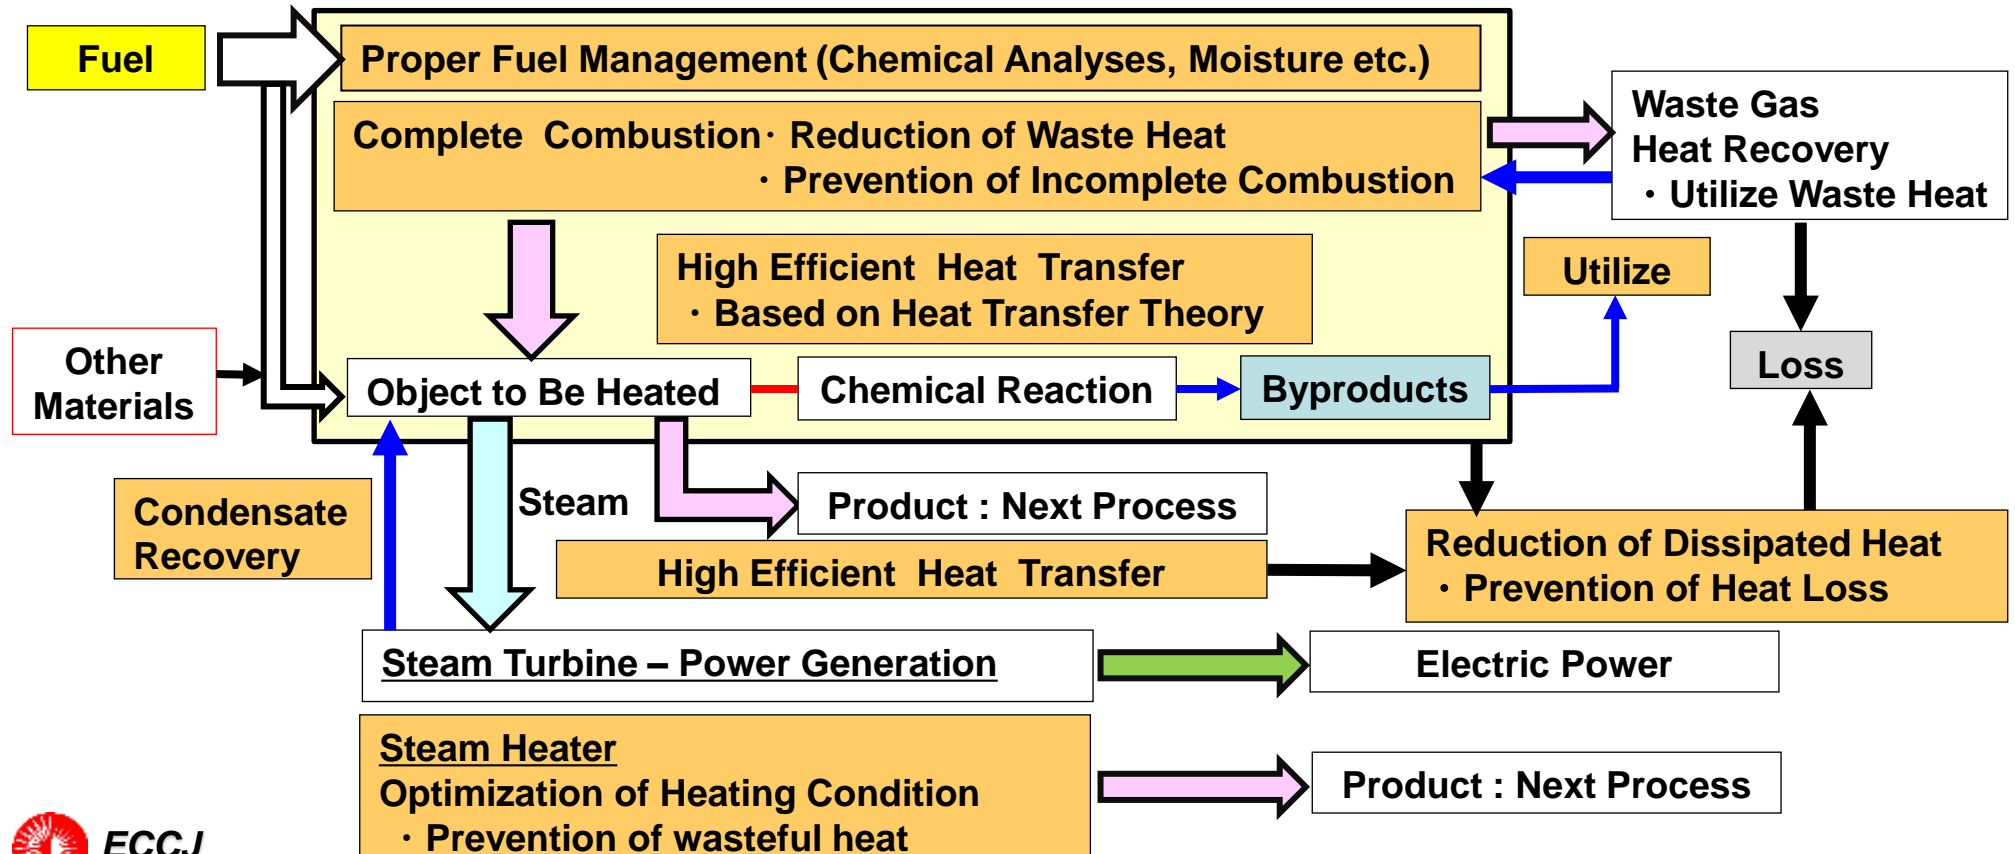 Fuel
Proper Fuel Management (Chemical Analyses, Moisture etc.)
Complete Combustion・ Reduction of Waste Heat
・ Prevention of Incomplete Combustion
Waste Gas
Heat Recovery
・ Utilize Waste Heat
High Efficient Heat Transfer
・ Based on Heat Transfer Theory
Utilize
Other
Materials
Object to Be Heated
Chemical Reaction
Byproducts
Loss
Condensate
Recovery
Steam
Product : Next Process
High Efficient Heat Transfer
Reduction of Dissipated Heat
・ Prevention of Heat Loss
Steam Turbine – Power Generation
Electric Power
Steam Heater
Optimization of Heating Condition
・ Prevention of wasteful heat
Product : Next Process
ECCJ